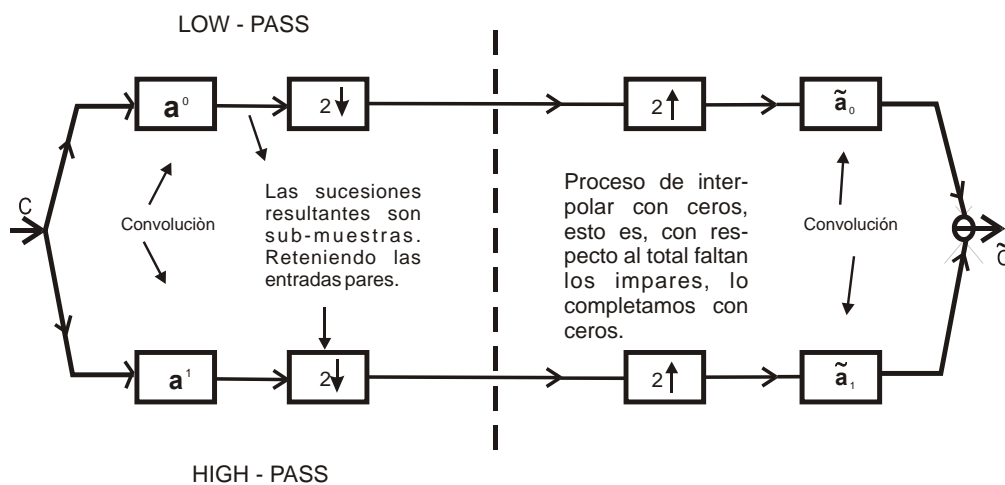 LOW - PASS
a⁰
2
2
ã₀
C
Convoluciòn
Las sucesiones
resultantes son
sub-muestras.
Reteniendo las
entradas pares.
Proceso de inter-
polar con ceros,
esto es, con res-
pecto al total faltan
los impares, lo
completamos con
ceros.
Convolución
C̃
a¹
2
2
ã₁
HIGH - PASS